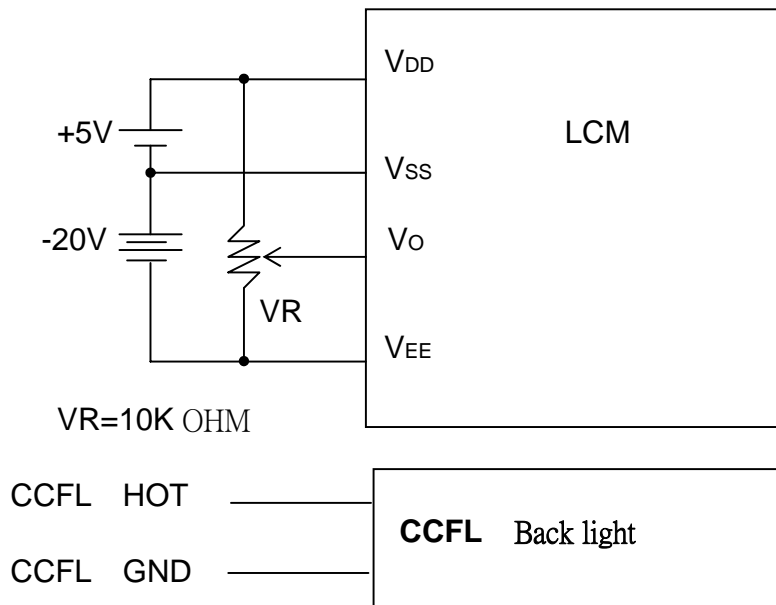 VDD
+5V
LCM
VSS
-20V
VO
VR
VEE
VR=10K OHM
CCFL HOT
CCFL Back light
CCFL GND